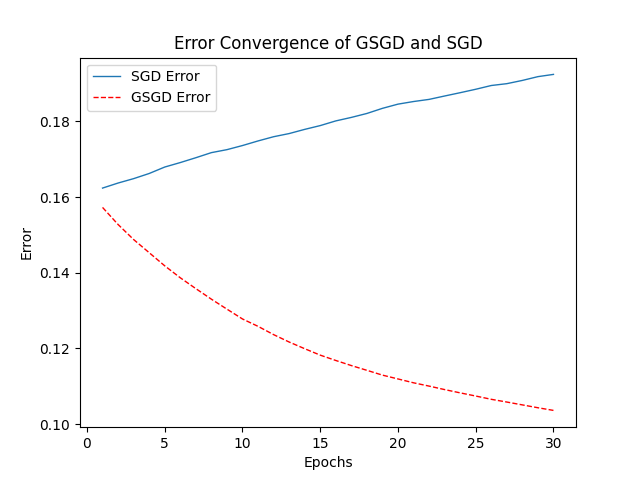 Error Convergence of GSGD and SGD
SGD Error
GSGD Error
0.18
0.16
0.14
0.12
0.10
Error
0 5 10 15 20 25 30
Epochs